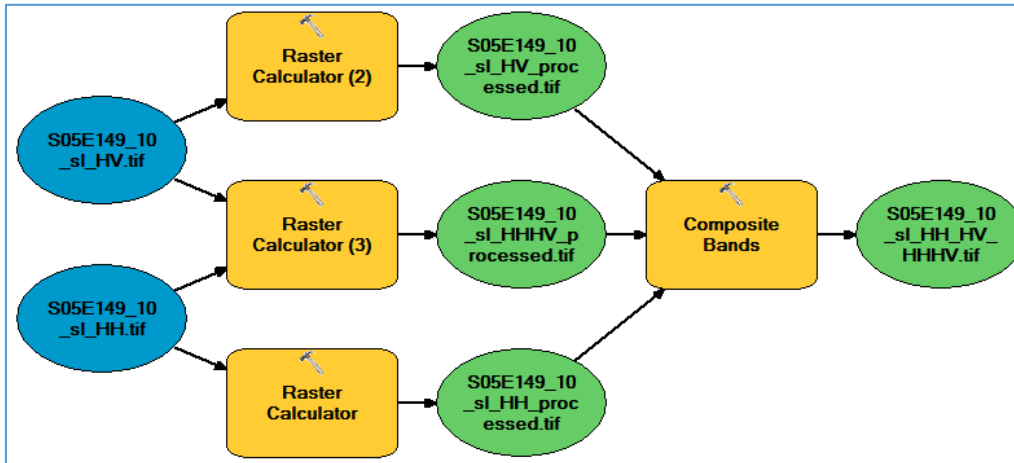 S05E149_10
_sl_HV.tif
S05E149_10
_sl_HH.tif
Raster
Calculator (2)
Raster
Calculator (3)
Raster
Calculator
S05E149_10
_sl_HV_proc
essed.tif
S05E149_10
_sl_HHHV_p
rocessed.tif
S05E149_10
_sl_HH_proc
essed.tif
Composite
Bands
S05E149_10
_sl_HH_HV_
HHHV.tif